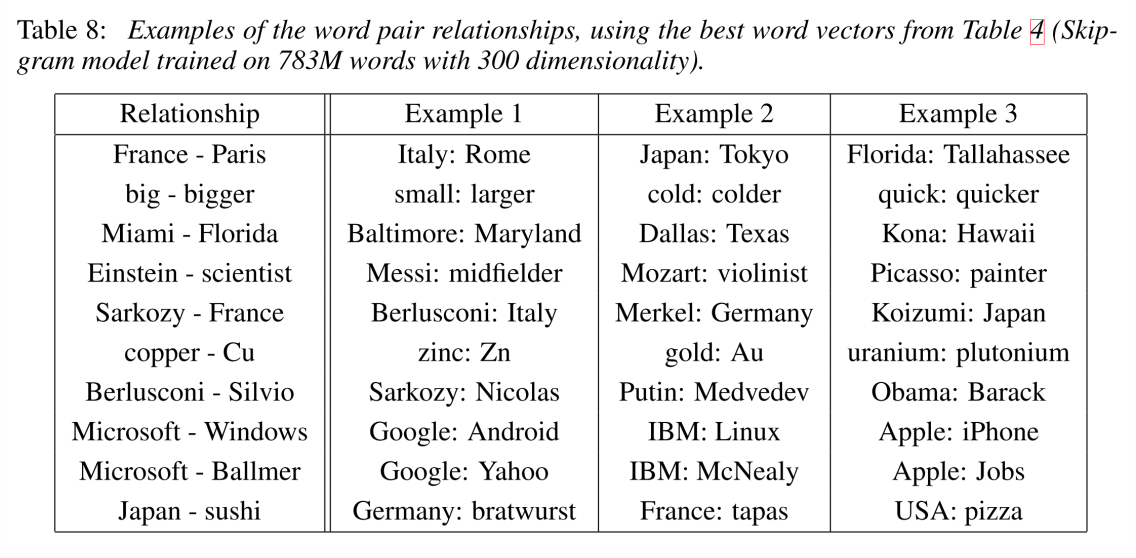 Table 8: Examples of the word pair relationships, using the best word vectors from Table 4 (Skip-
gram model trained on 783M words with 300 dimensionality).
Relationship Example 1 Example 2 Example 3
France - Paris Italy: Rome Japan: Tokyo Florida: Tallahassee
big - bigger small: larger cold: colder quick: quicker
Miami - Florida Baltimore: Maryland Dallas: Texas Kona: Hawaii
Einstein - scientist Messi: midfielder Mozart: violinist Picasso: painter
Sarkozy - France Berlusconi: Italy Merkel: Germany Koizumi: Japan
copper - Cu zinc: Zn gold: Au uranium: plutonium
Berlusconi - Silvio Sarkozy: Nicolas Putin: Medvedev Obama: Barack
Microsoft - Windows Google: Android IBM: Linux Apple: iPhone
Microsoft - Ballmer Google: Yahoo IBM: McNealy Apple: Jobs
Japan - sushi Germany: bratwurst France: tapas USA: pizza